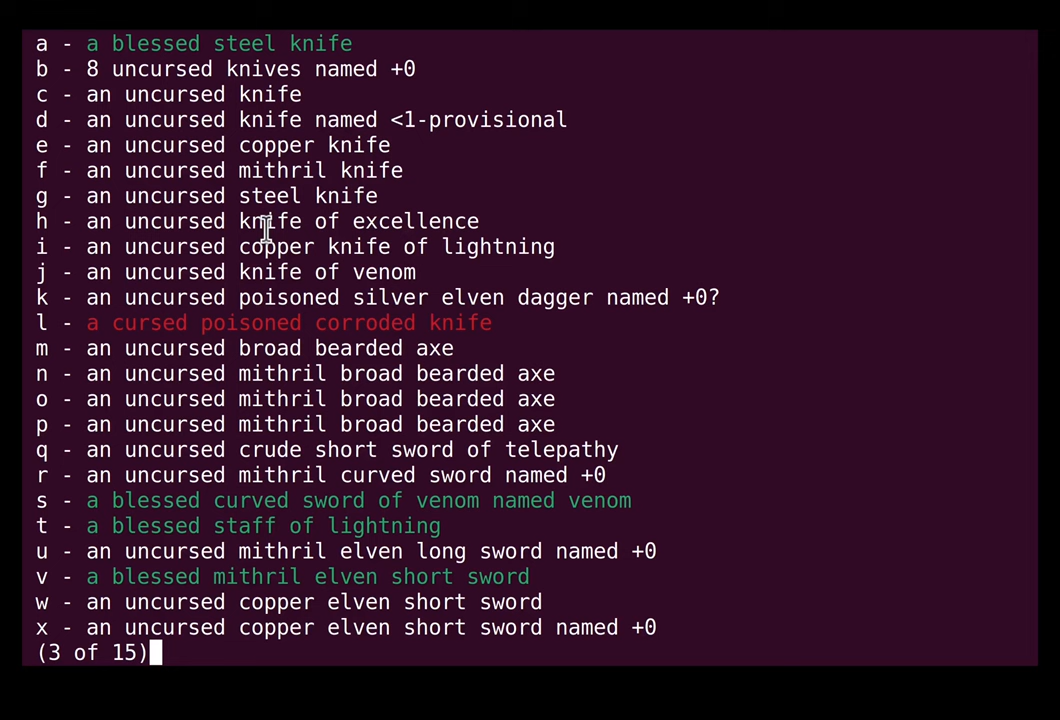 a - a blessed steel knife
b - 8 uncursed knives named +0
c - an uncursed knife
d - an uncursed knife named <1-provisional
e - an uncursed copper knife
f - an uncursed mithril knife
g - an uncursed steel knife
h - an uncursed knife of excellence
i - an uncursed copper knife of lightning
j - an uncursed knife of venom
k - an uncursed poisoned silver elven dagger named +0?
l - a cursed poisoned corroded knife
m - an uncursed broad bearded axe
n - an uncursed mithril broad bearded axe
o - an uncursed mithril broad bearded axe
p - an uncursed mithril broad bearded axe
q - an uncursed crude short sword of telepathy
r - an uncursed mithril curved sword named +0
s - a blessed curved sword of venom named venom
t - a blessed staff of lightning
u - an uncursed mithril elven long sword named +0
v - a blessed mithril elven short sword
w - an uncursed copper elven short sword
x - an uncursed copper elven short sword named +0
(3 of 15)